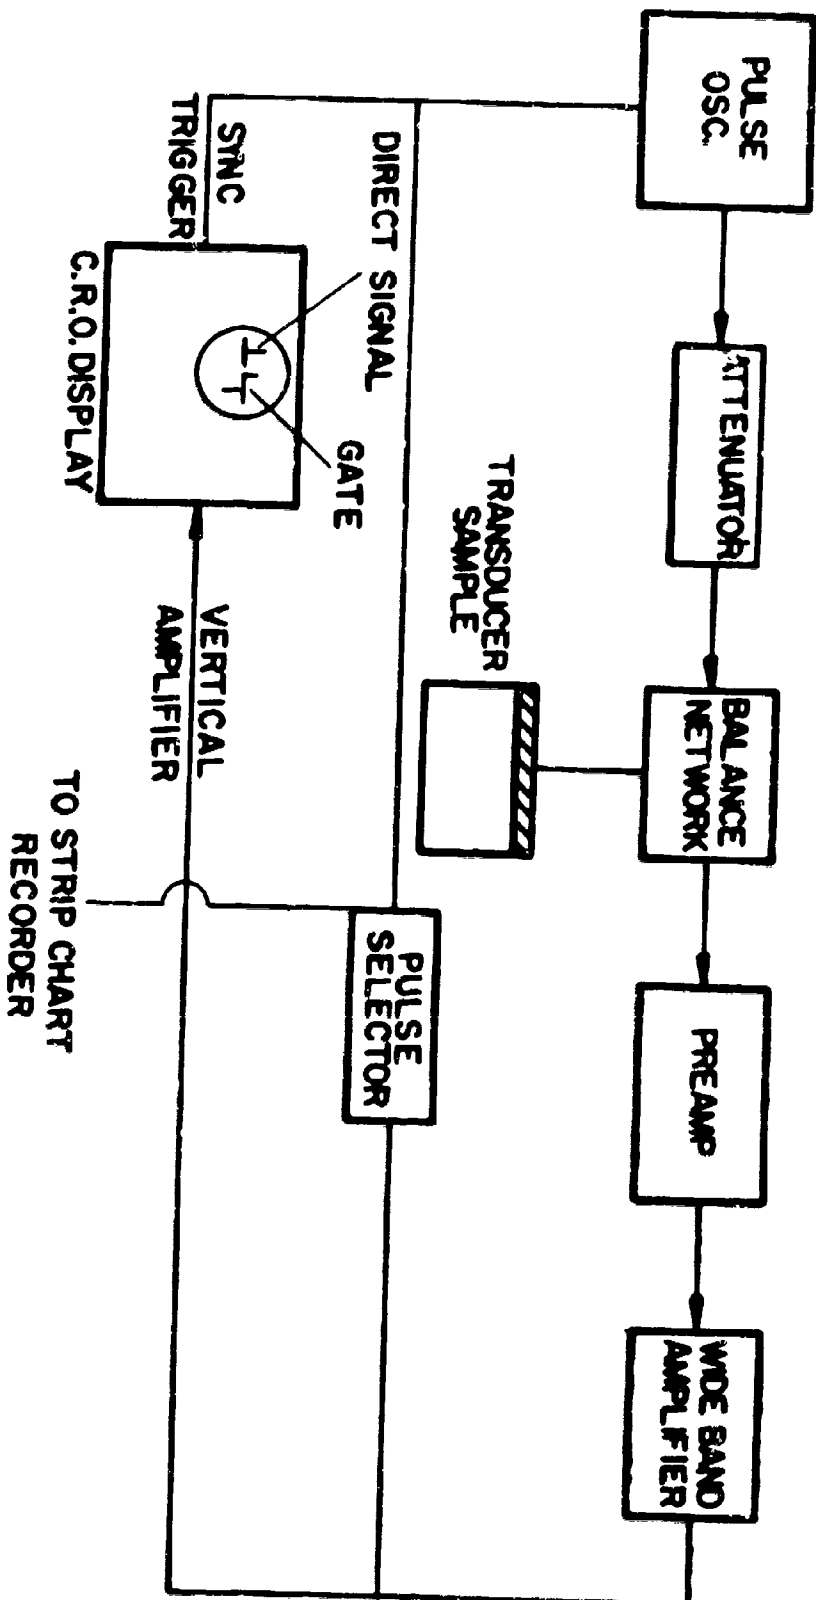 PULSE
OSC.
ATTENUATOR
BALANCE
NETWORK
PREAMP
WIDE BAND
AMPLIFIER
TRANSDUCER
SAMPLE
DIRECT SIGNAL
GATE
SYNC
TRIGGER
C.R.O. DISPLAY
PULSE
SELECTOR
VERTICAL
AMPLIFIER
TO STRIP CHART
RECORDER